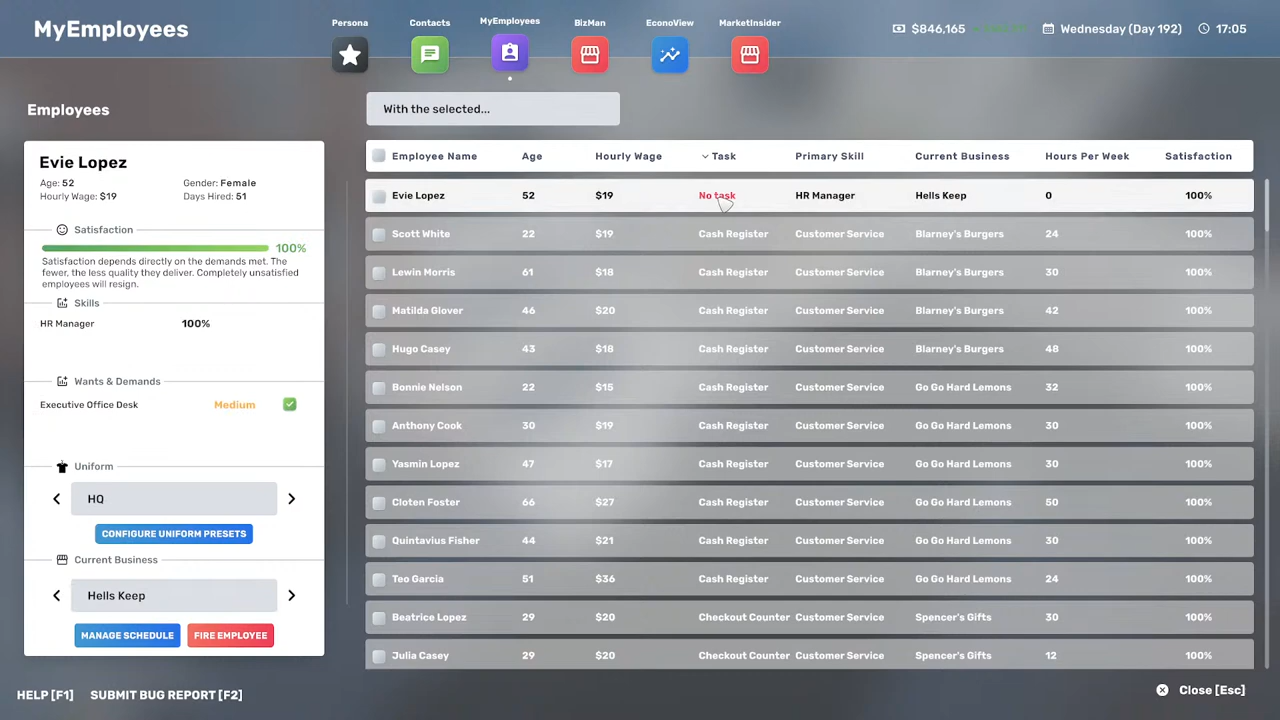 MyEmployees
Persona
Contacts
MyEmployees
BizMan
EconoView
MarketInsider
$846,165
Wednesday (Day 192)
17:05
Employees
With the selected...
Evie Lopez
Age: 52 Gender: Female
Hourly Wage: $19 Days Hired: 51
Satisfaction
100%
Satisfaction depends directly on the demands met. The
fewer, the less quality they deliver. Completely unsatisfied
employees will resign.
Skills
HR Manager 100%
Wants & Demands
Executive Office Desk Medium
Uniform
HQ
CONFIGURE UNIFORM PRESETS
Current Business
Hells Keep
MANAGE SCHEDULE FIRE EMPLOYEE
Employee Name Age Hourly Wage Task Primary Skill Current Business Hours Per Week Satisfaction
Evie Lopez 52 $19 No task HR Manager Hells Keep 0 100%
Scott White 22 $19 Cash Register Customer Service Blarney's Burgers 24 100%
Lewin Morris 61 $18 Cash Register Customer Service Blarney's Burgers 30 100%
Matilda Glover 46 $20 Cash Register Customer Service Blarney's Burgers 42 100%
Hugo Casey 43 $18 Cash Register Customer Service Blarney's Burgers 48 100%
Bonnie Nelson 22 $15 Cash Register Customer Service Go Go Hard Lemons 32 100%
Anthony Cook 30 $19 Cash Register Customer Service Go Go Hard Lemons 30 100%
Yasmin Lopez 47 $17 Cash Register Customer Service Go Go Hard Lemons 30 100%
Cloten Foster 66 $27 Cash Register Customer Service Go Go Hard Lemons 50 100%
Quintavius Fisher 44 $21 Cash Register Customer Service Go Go Hard Lemons 30 100%
Teo Garcia 51 $36 Cash Register Customer Service Go Go Hard Lemons 24 100%
Beatrice Lopez 29 $20 Checkout Counter Customer Service Spencer's Gifts 30 100%
Julia Casey 29 $20 Checkout Counter Customer Service Spencer's Gifts 12 100%
HELP [F1] SUBMIT BUG REPORT [F2]
Close [Esc]